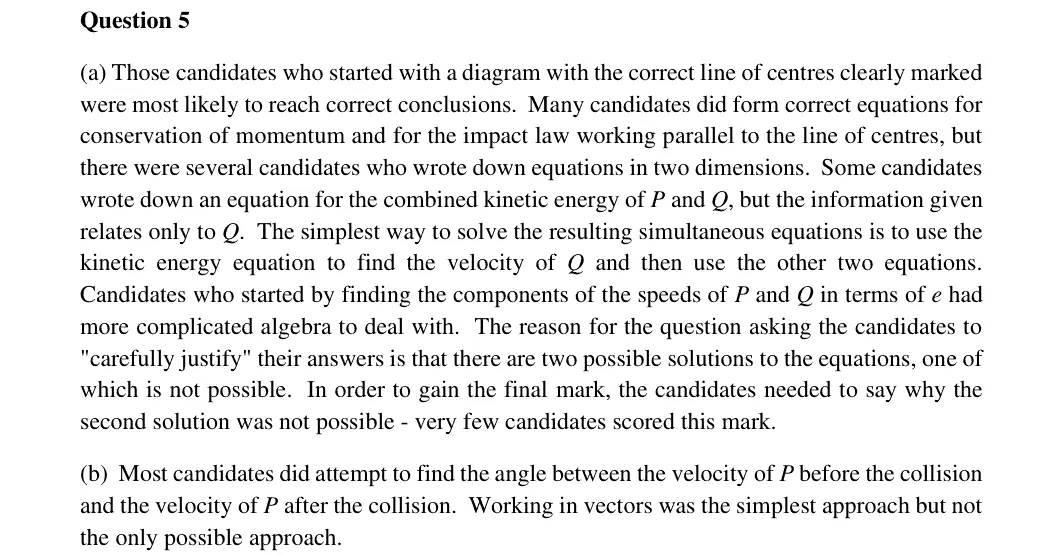 Question 5
(a) Those candidates who started with a diagram with the correct line of centres clearly marked
were most likely to reach correct conclusions. Many candidates did form correct equations for
conservation of momentum and for the impact law working parallel to the line of centres, but
there were several candidates who wrote down equations in two dimensions. Some candidates
wrote down an equation for the combined kinetic energy of P and Q, but the information given
relates only to Q. The simplest way to solve the resulting simultaneous equations is to use the
kinetic energy equation to find the velocity of Q and then use the other two equations.
Candidates who started by finding the components of the speeds of P and Q in terms of e had
more complicated algebra to deal with. The reason for the question asking the candidates to
"carefully justify" their answers is that there are two possible solutions to the equations, one of
which is not possible. In order to gain the final mark, the candidates needed to say why the
second solution was not possible - very few candidates scored this mark.
(b) Most candidates did attempt to find the angle between the velocity of P before the collision
and the velocity of P after the collision. Working in vectors was the simplest approach but not
the only possible approach.